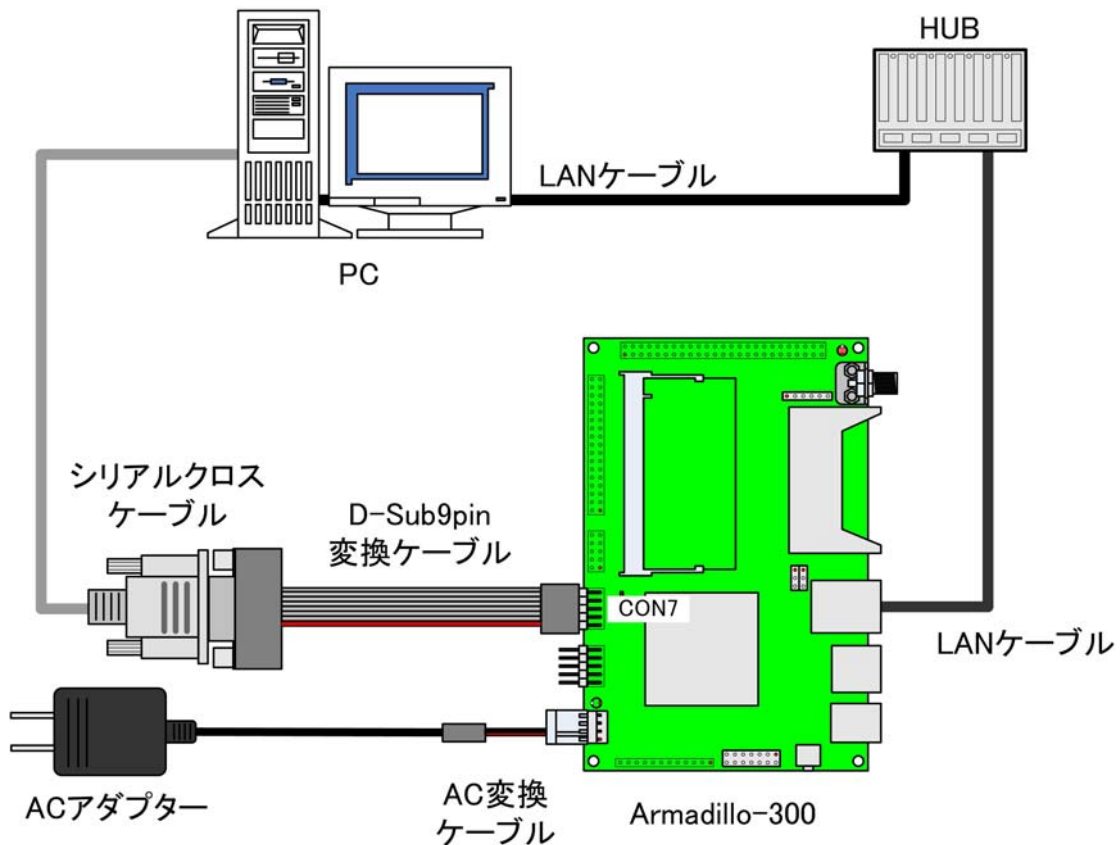 HUB
LANケーブル
PC
シリアルクロス
ケーブル
D-Sub9pin
変換ケーブル
CON7
LANケーブル
ACアダプター
AC変換
ケーブル
Armadillo-300